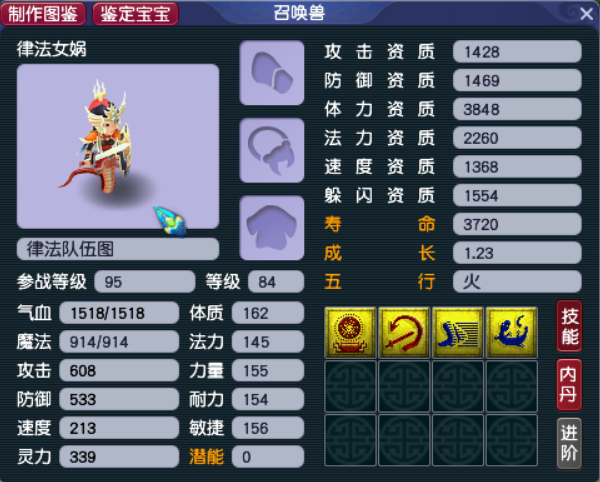 制作图鉴 鉴定宝宝 召唤兽
律法女娲
律法队伍图
参战等级 95 等级 84
气血 1518/1518 体质 162
魔法 914/914 法力 145
攻击 608 力量 155
防御 533 耐力 154
速度 213 敏捷 156
灵力 339 潜能 0
攻击资质 1428
防御资质 1469
体力资质 3848
法力资质 2260
速度资质 1368
躲闪资质 1554
寿命 3720
成长 1.23
五行 火
技能
内丹
进阶